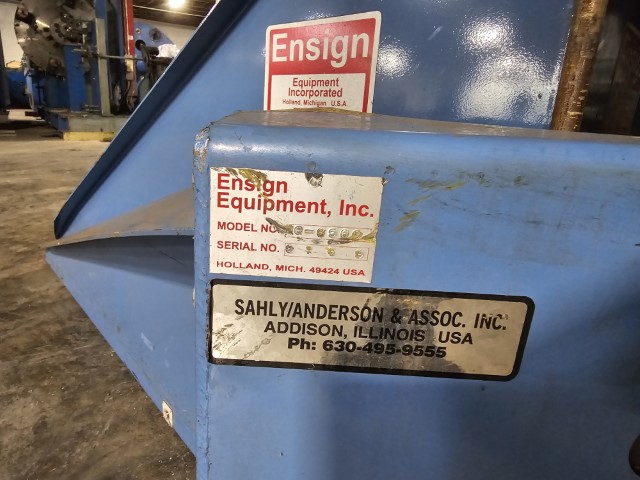 Ensign
Equipment
Incorporated
Holland, Michigan U.S.A.
Ensign
Equipment, Inc.
MODEL NO.
SERIAL NO.
HOLLAND, MICH. 49424 USA
SAHLY/ANDERSON & ASSOC. INC.
ADDISON, ILLINOIS USA
Ph: 630-495-9555